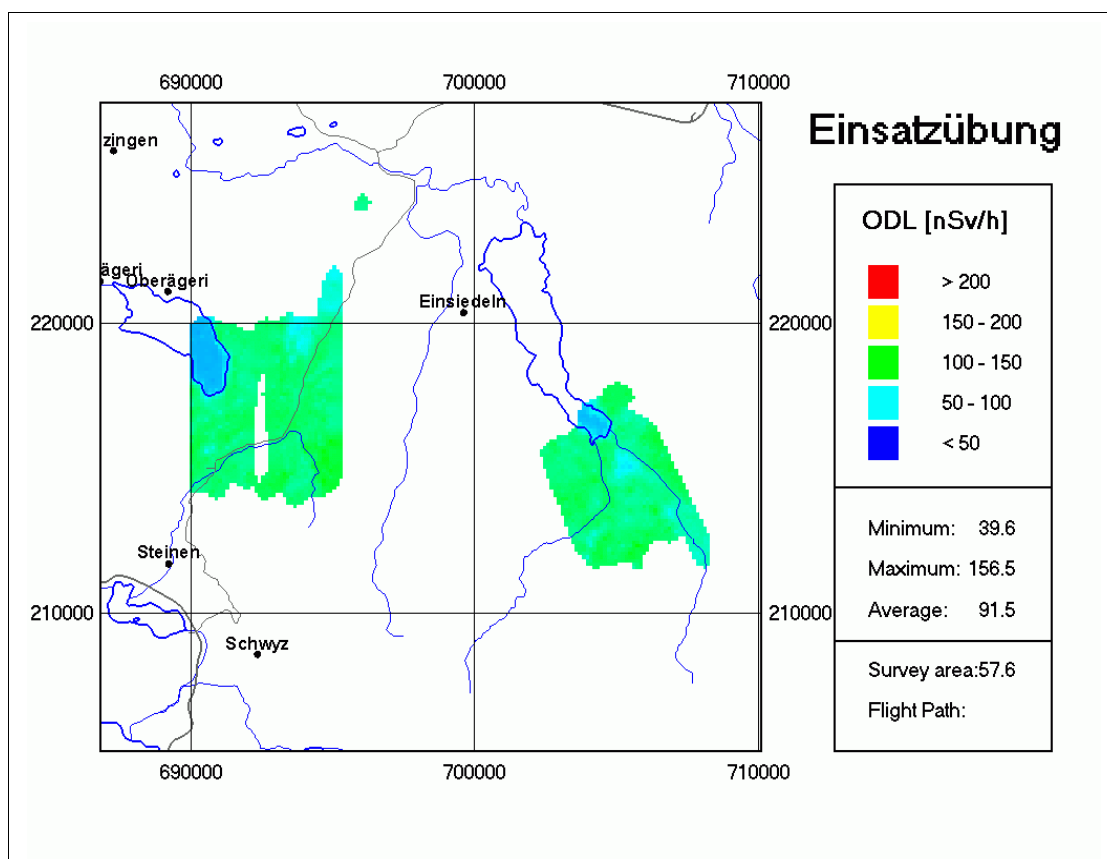 690000 700000 710000
zingen
Einsatzübung
ägeri
Oberägeri
Einsiedeln
220000 220000
Steinen
210000 210000
Schwyz
690000 700000 710000
ODL [nSv/h]
> 200
150 - 200
100 - 150
50 - 100
< 50
Minimum: 39.6
Maximum: 156.5
Average: 91.5
Survey area:57.6
Flight Path: